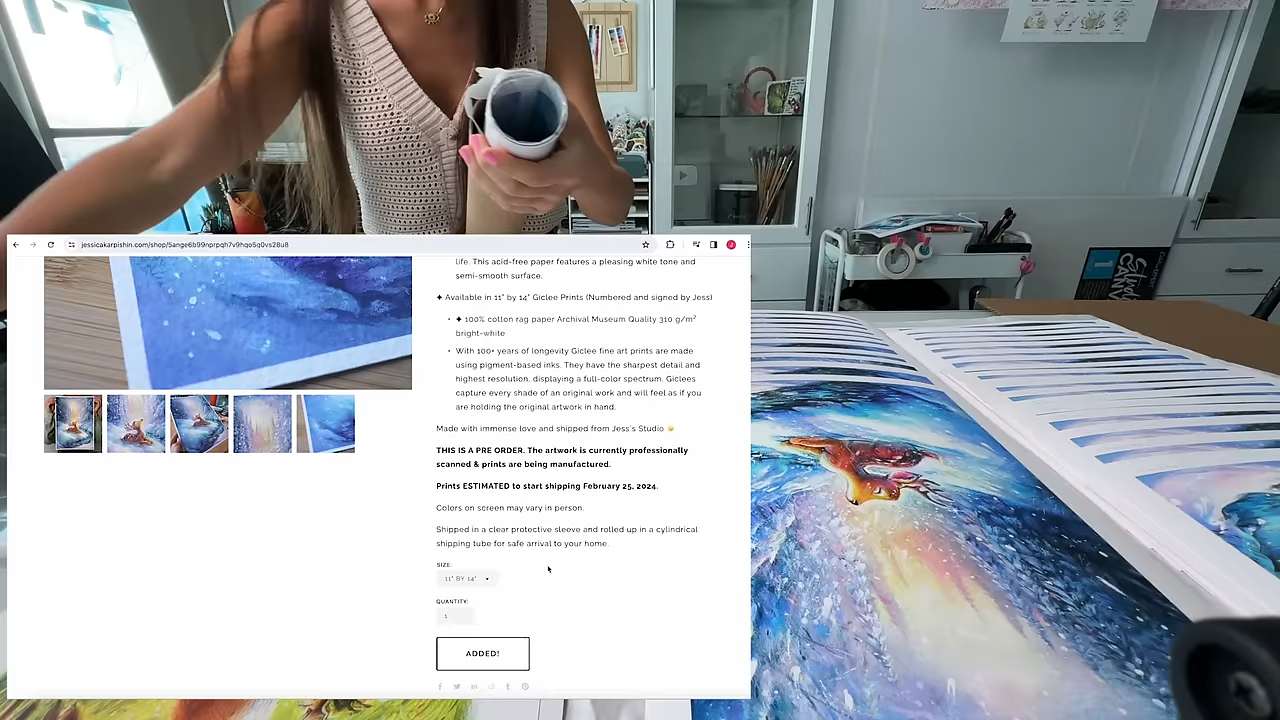 jessicakarpishin.com/shop/5ange6b99nprpqh7v9hqo5q0vs28u8
life. This acid-free paper features a pleasing white tone and
semi-smooth surface.
✦ Available in 11" by 14" Giclee Prints (Numbered and signed by Jess)
• ✦ 100% cotton rag paper Archival Museum Quality 310 g/m²
bright-white
• With 100+ years of longevity Giclee fine art prints are made
using pigment-based inks. They have the sharpest detail and
highest resolution, displaying a full-color spectrum. Giclees
capture every shade of an original work and will feel as if you
are holding the original artwork in hand.
Made with immense love and shipped from Jess's Studio
THIS IS A PRE ORDER. The artwork is currently professionally
scanned & prints are being manufactured.
Prints ESTIMATED to start shipping February 25, 2024.
Colors on screen may vary in person.
Shipped in a clear protective sleeve and rolled up in a cylindrical
shipping tube for safe arrival to your home.
SIZE:
11" BY 14"
QUANTITY:
1
ADDED!